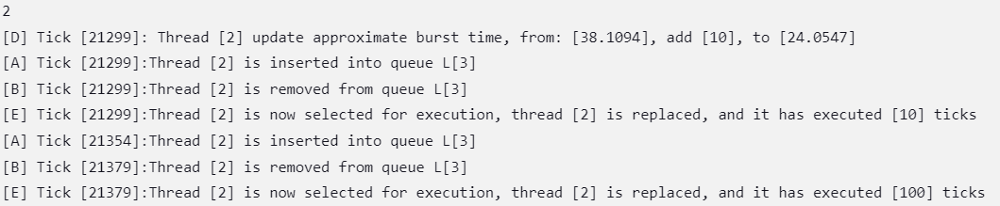 2
[D] Tick [21299]: Thread [2] update approximate burst time, from: [38.1094], add [10], to [24.0547]
[A] Tick [21299]:Thread [2] is inserted into queue L[3]
[B] Tick [21299]:Thread [2] is removed from queue L[3]
[E] Tick [21299]:Thread [2] is now selected for execution, thread [2] is replaced, and it has executed [10] ticks
[A] Tick [21354]:Thread [2] is inserted into queue L[3]
[B] Tick [21379]:Thread [2] is removed from queue L[3]
[E] Tick [21379]:Thread [2] is now selected for execution, thread [2] is replaced, and it has executed [100] ticks